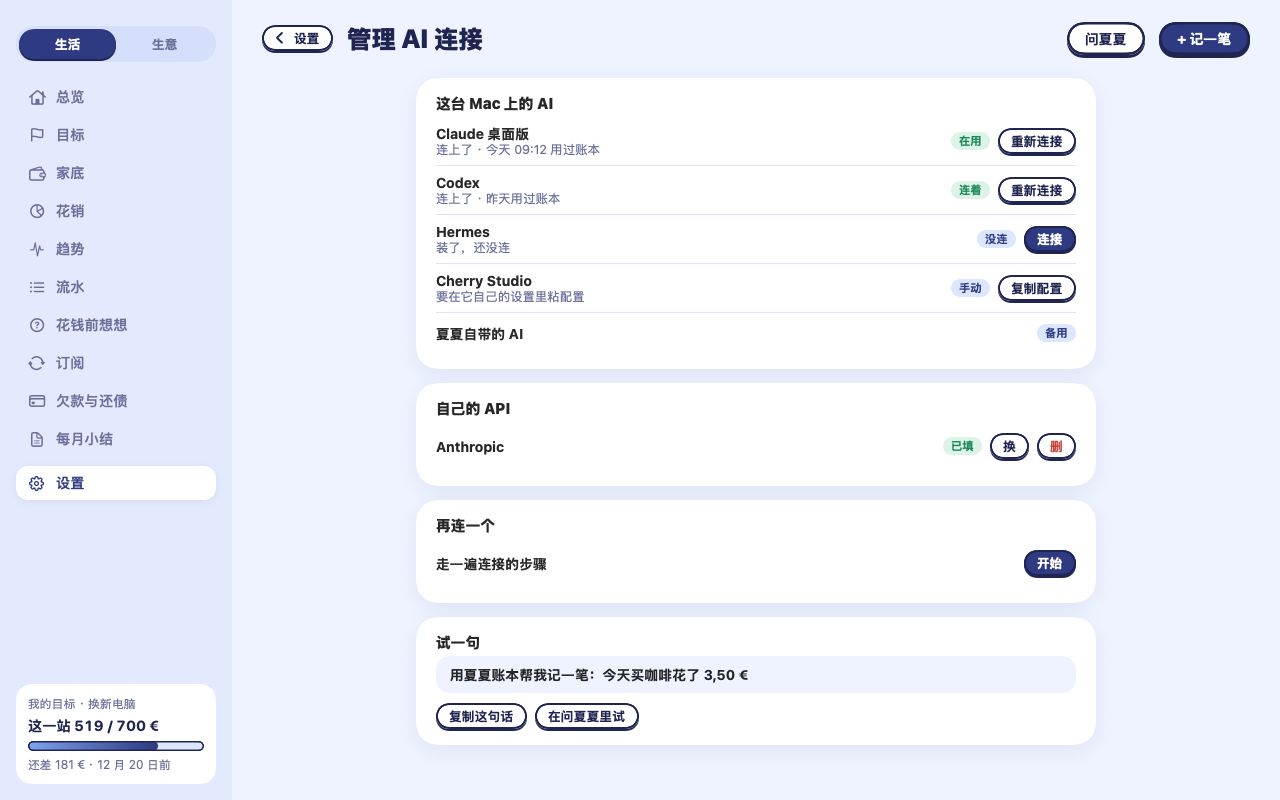 生活
生意
总览
目标
家底
花销
趋势
流水
花钱前想想
订阅
欠款与还债
每月小结
设置
我的目标 · 换新电脑
这一站 519 / 700 €
还差 181 € · 12 月 20 日前
设置
管理 AI 连接
问夏夏
+ 记一笔
这台 Mac 上的 AI
Claude 桌面版
连上了 · 今天 09:12 用过账本
在用
重新连接
Codex
连上了 · 昨天用过账本
连着
重新连接
Hermes
装了，还没连
没连
连接
Cherry Studio
要在它自己的设置里粘配置
手动
复制配置
夏夏自带的 AI
备用
自己的 API
Anthropic
已填
换
删
再连一个
走一遍连接的步骤
开始
试一句
用夏夏账本帮我记一笔：今天买咖啡花了 3,50 €
复制这句话
在问夏夏里试